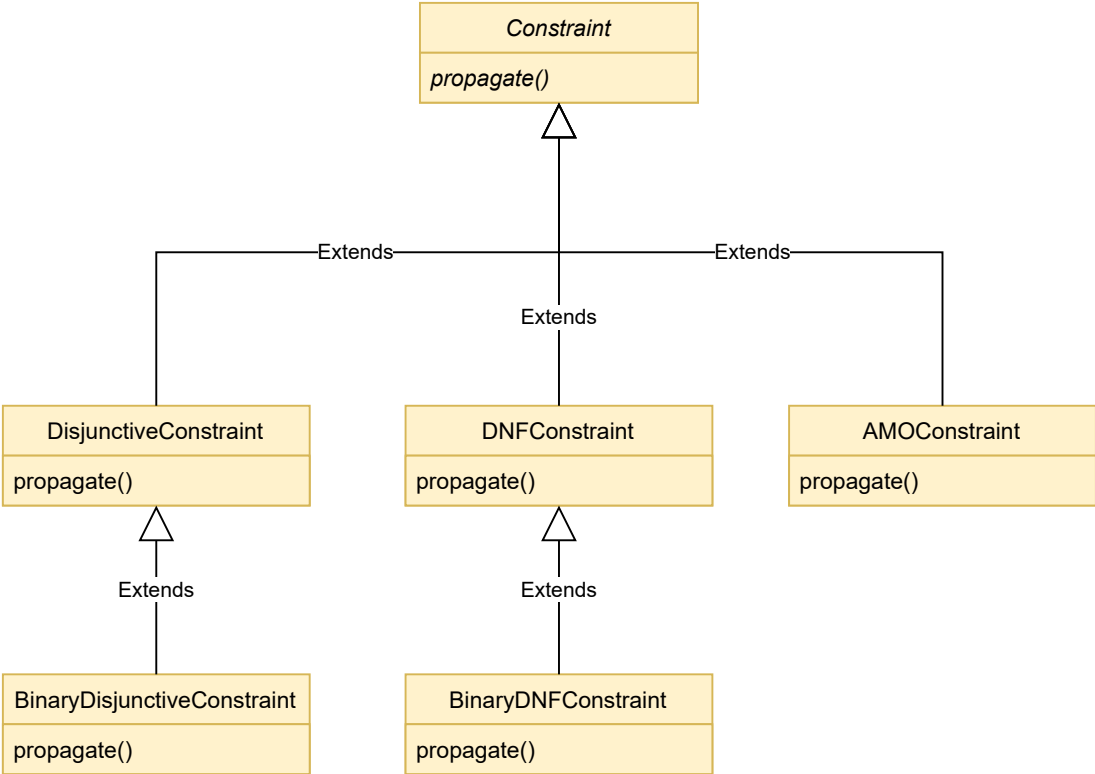 Constraint
propagate()
Extends
Extends
Extends
DisjunctiveConstraint
propagate()
DNFConstraint
propagate()
AMOConstraint
propagate()
Extends
Extends
BinaryDisjunctiveConstraint
propagate()
BinaryDNFConstraint
propagate()